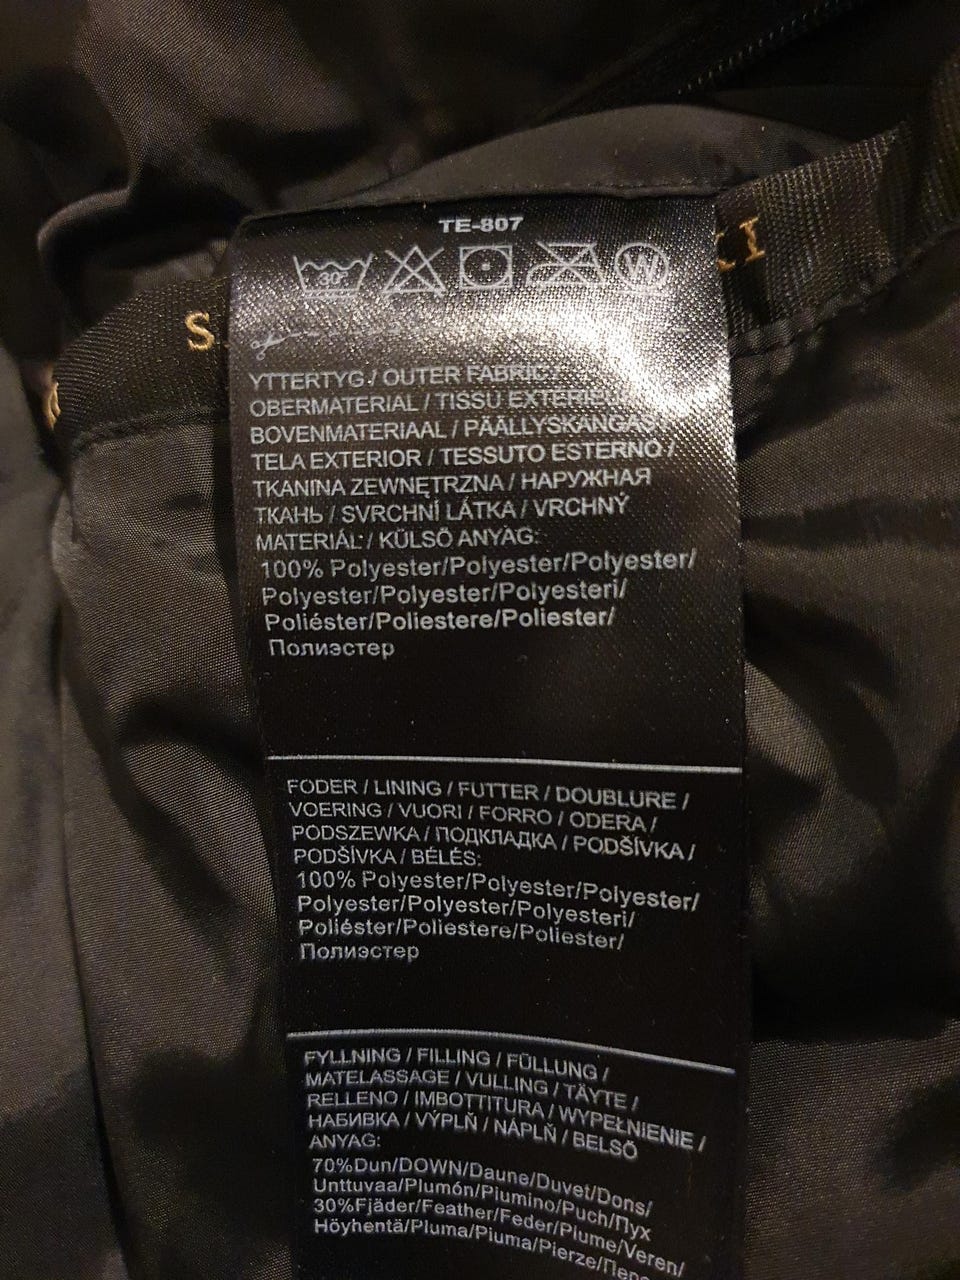 TE-807
30°
W
S
KI
YTTERTYG / OUTER FABRIC /
OBERMATERIAL / TISSU EXTERIEUR /
BOVENMATERIAAL / PÄÄLLYSKANGAS /
TELA EXTERIOR / TESSUTO ESTERNO /
TKANINA ZEWNĘTRZNA / НАРУЖНАЯ
ТКАНЬ / SVRCHNÍ LÁTKA / VRCHNÝ
MATERIÁL / KÜLSŐ ANYAG:
100% Polyester/Polyester/Polyester/
Polyester/Polyester/Polyesteri/
Poliéster/Poliestere/Poliester/
Полиэстер
FODER / LINING / FUTTER / DOUBLURE /
VOERING / VUORI / FORRO / ODERA /
PODSZEWKA / ПОДКЛАДКА / PODŠÍVKA /
PODŠÍVKA / BÉLÉS:
100% Polyester/Polyester/Polyester/
Polyester/Polyester/Polyesteri/
Poliéster/Poliestere/Poliester/
Полиэстер
FYLLNING / FILLING / FÜLLUNG /
MATELASSAGE / VULLING / TÄYTE /
RELLENO / IMBOTTITURA / WYPEŁNIENIE /
НАБИВКА / VÝPLŇ / NÁPLŇ / BELSŐ
ANYAG:
70%Dun/DOWN/Daune/Duvet/Dons/
Unttuvaa/Plumón/Piumino/Puch/Пух
30%Fjäder/Feather/Feder/Plume/Veren/
Höyhentä/Pluma/Piuma/Pierze/